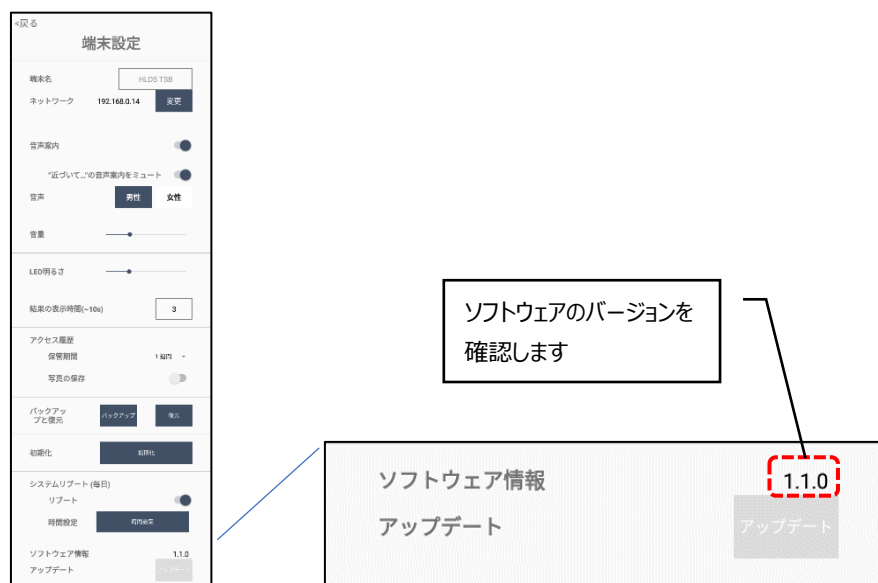 <戻る
端末設定
端末名 HLDS TSB
ネットワーク 192.168.0.14 変更
音声案内
"近づいて..."の音声案内をミュート
音声 男性 女性
音量
LED明るさ
結果の表示時間(~10s) 3
アクセス履歴
保管期間 1週間
写真の保存
バックアッ
プと復元
バックアップ 復元
初期化 初期化
システムリブート(毎日)
リブート
時間設定 時間設定
ソフトウェア情報 1.1.0
アップデート アップデート
ソフトウェアのバージョンを
確認します
ソフトウェア情報 1.1.0
アップデート アップデート